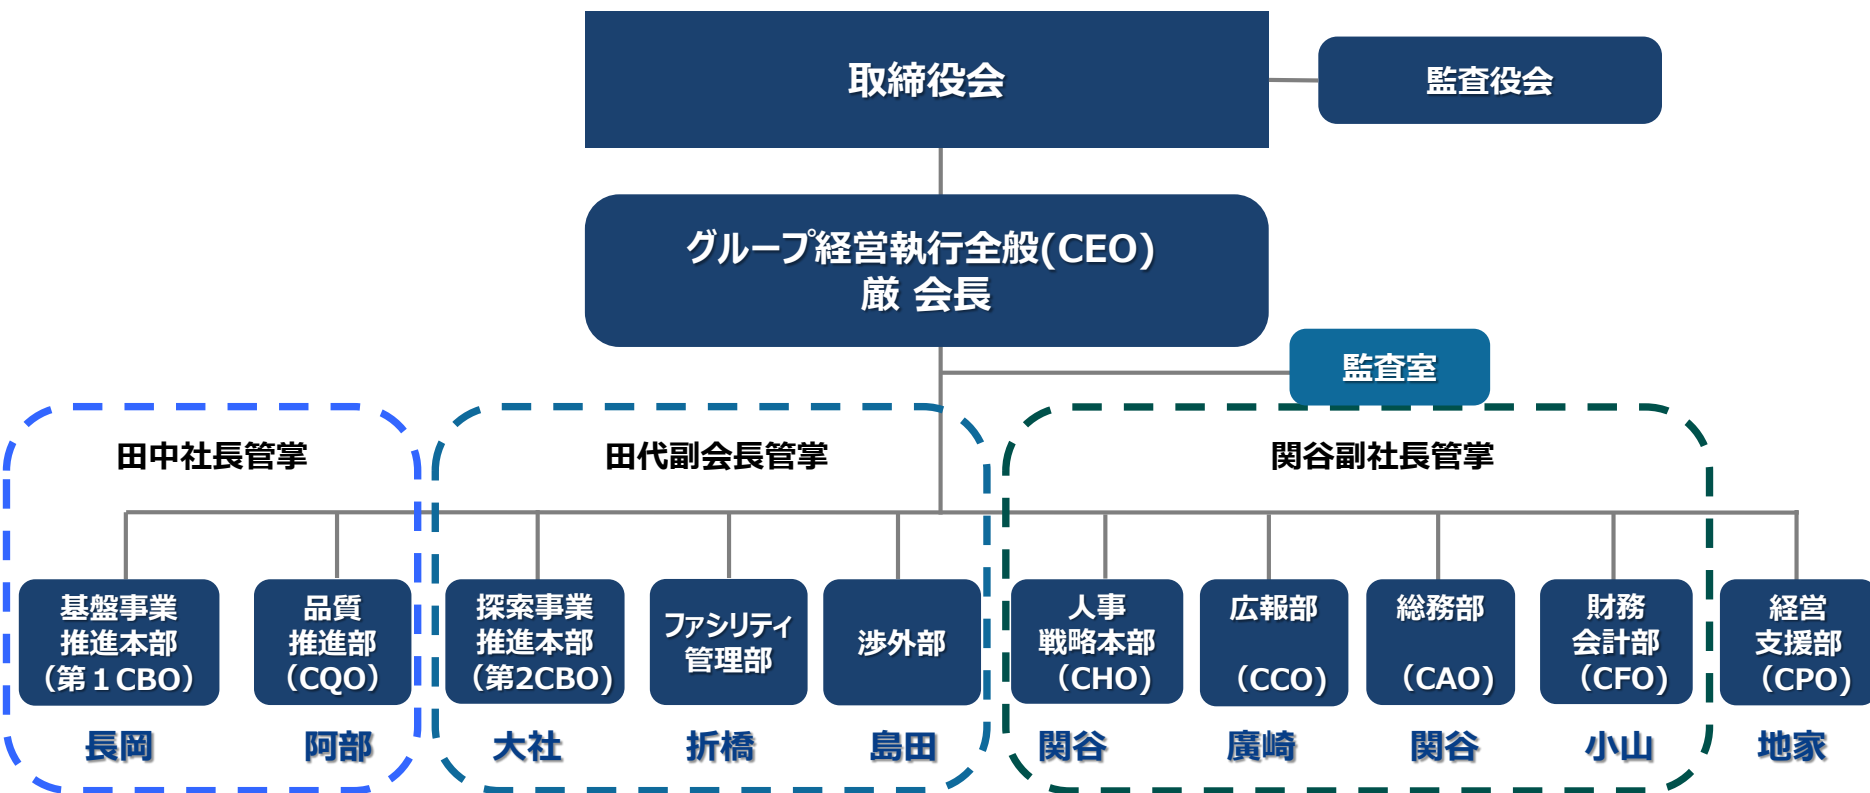 取締役会
監査役会
グループ経営執行全般(CEO)
厳 会長
監査室
田中社長管掌
田代副会長管掌
関谷副社長管掌
基盤事業
推進本部
（第１CBO）
品質
推進部
（CQO）
探索事業
推進本部
（第2CBO）
ファシリティ
管理部
渉外部
人事
戦略本部
（CHO）
広報部
（CCO）
総務部
（CAO）
財務
会計部
（CFO）
経営
支援部
（CPO）
長岡
阿部
大社
折橋
島田
関谷
廣崎
関谷
小山
地家